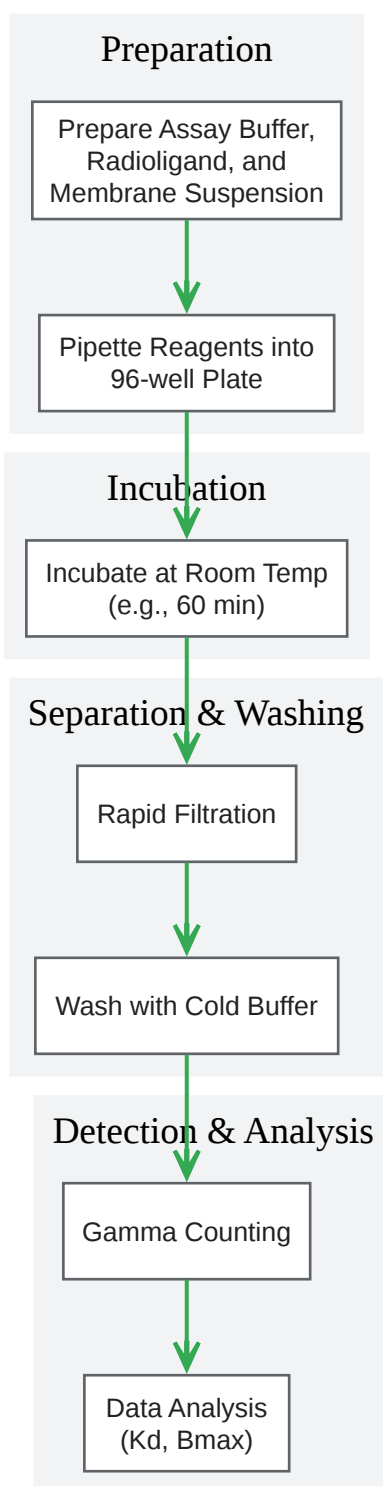 Preparation
Prepare Assay Buffer,
Radioligand, and
Membrane Suspension
Pipette Reagents into
96-well Plate
Incubation
Incubate at Room Temp
(e.g., 60 min)
Separation & Washing
Rapid Filtration
Wash with Cold Buffer
Detection & Analysis
Gamma Counting
Data Analysis
(Kd, Bmax)